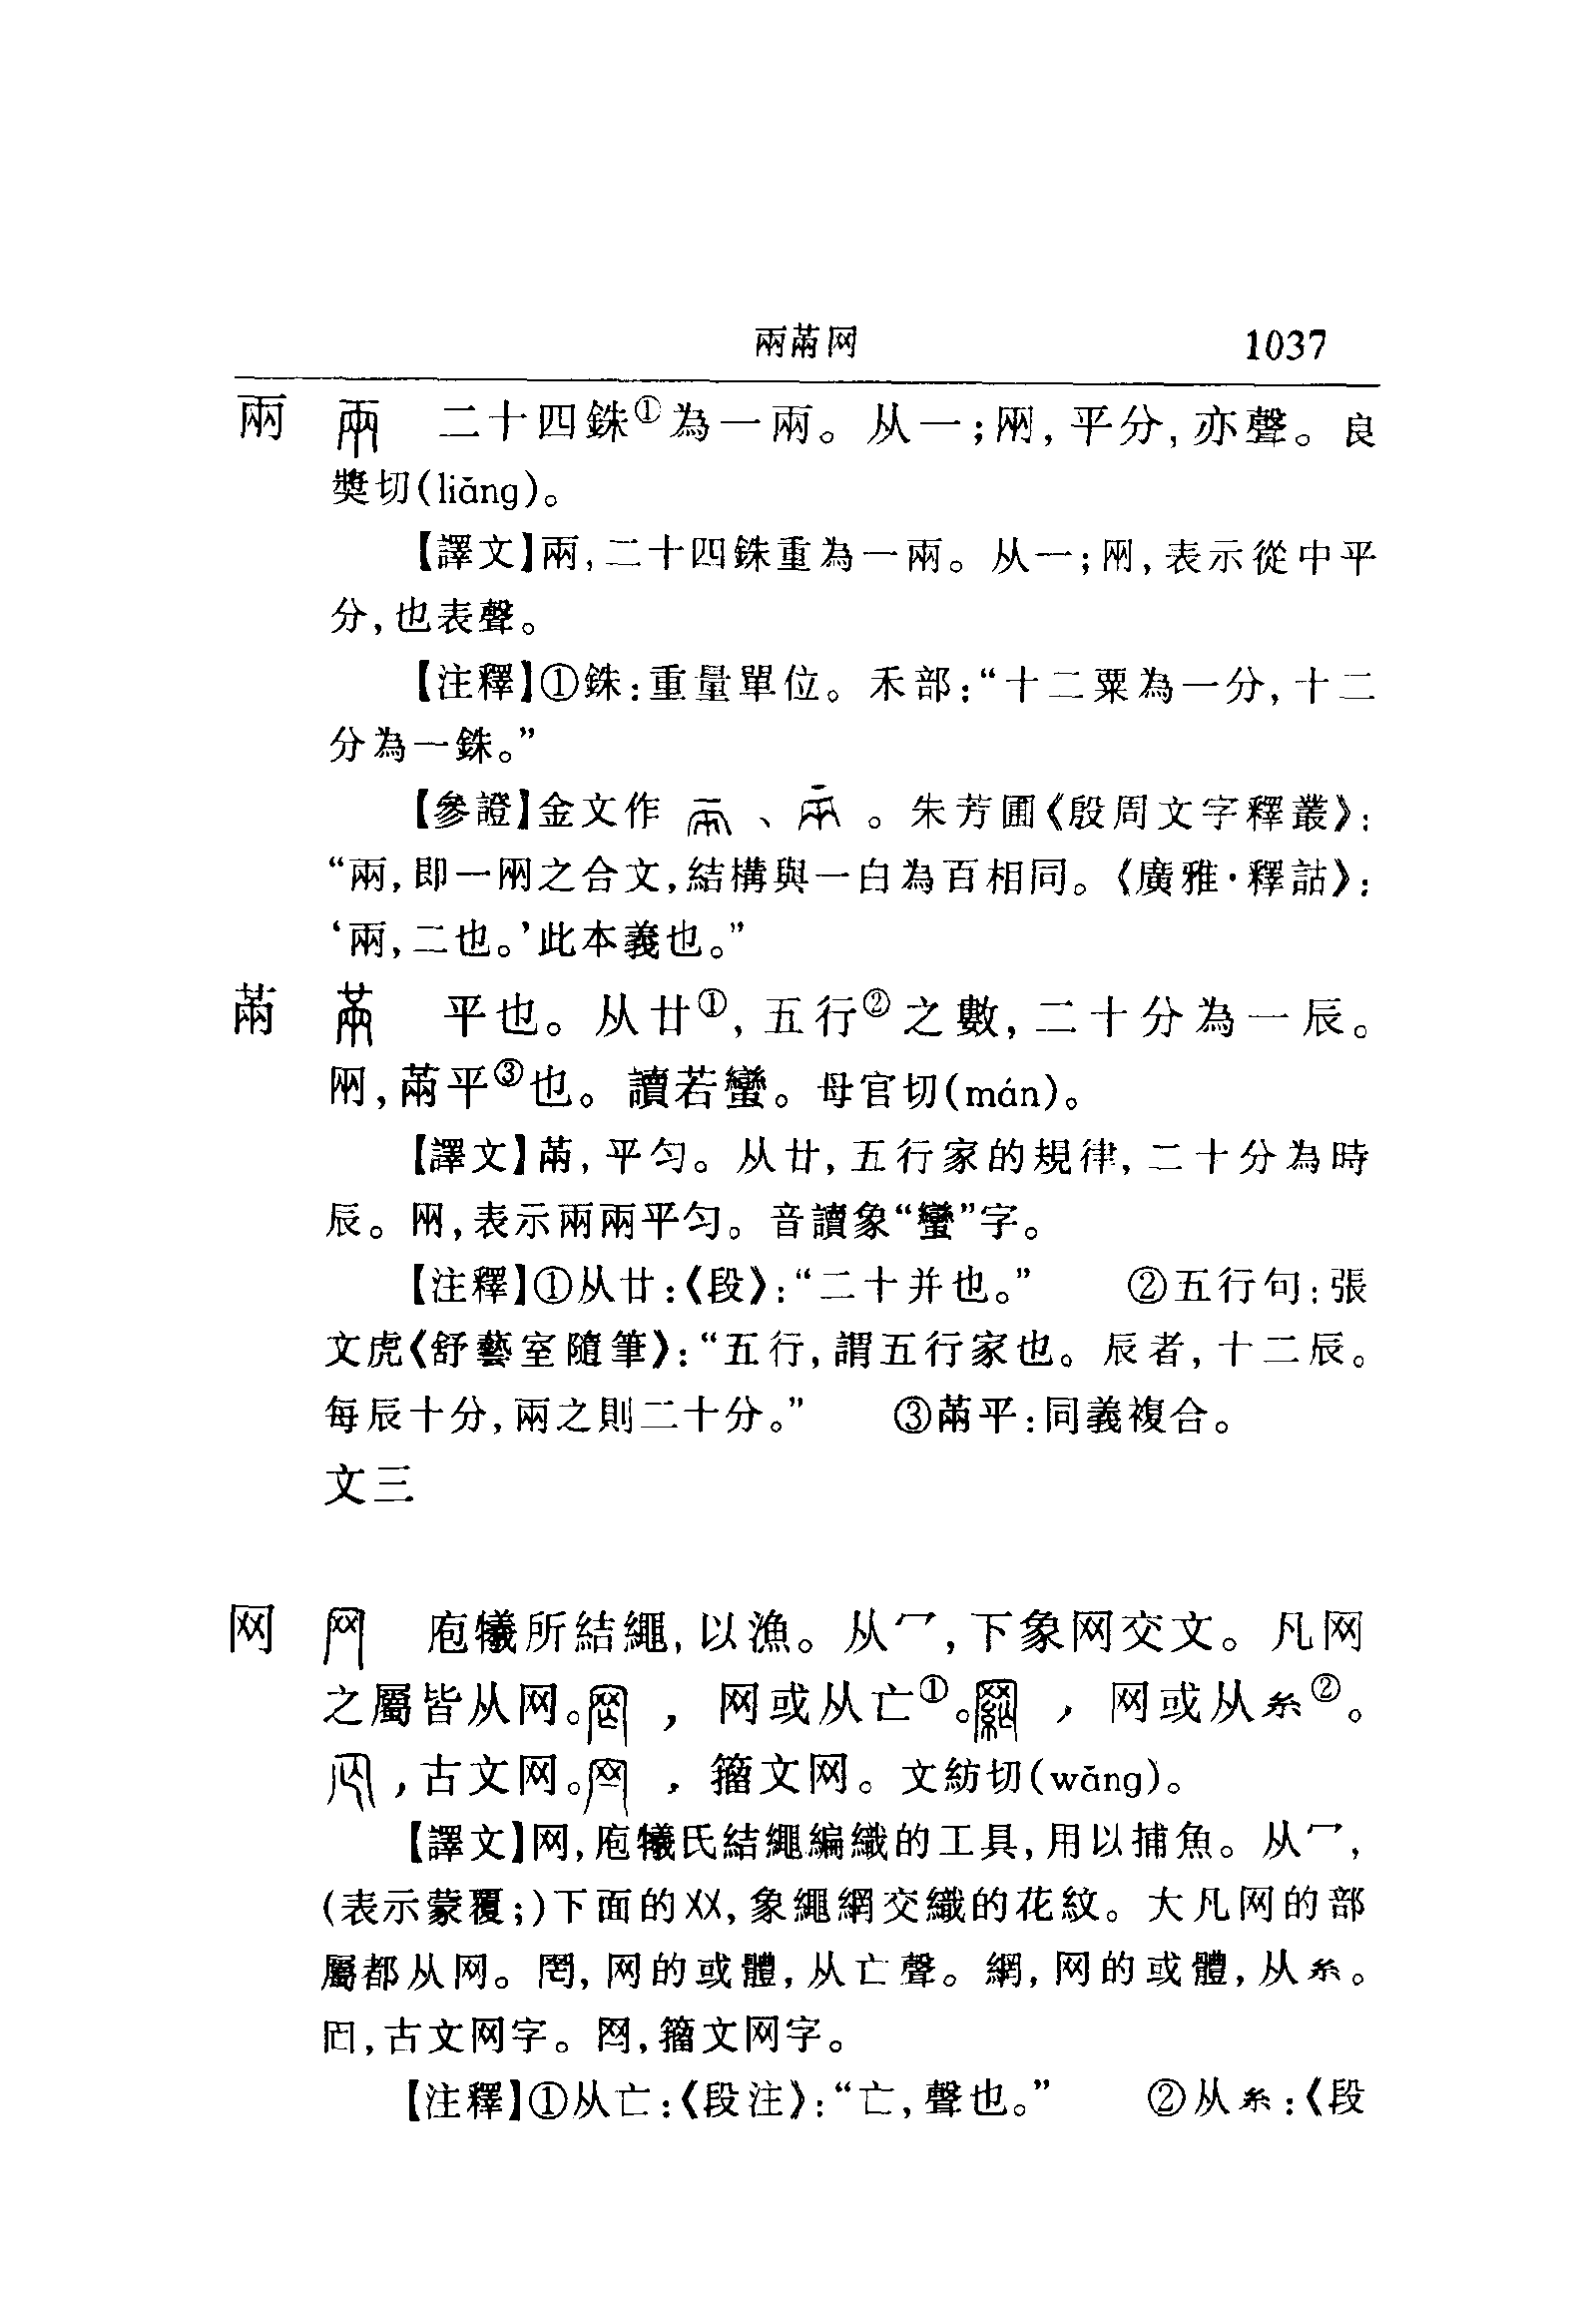 兩㒼网 1037
兩 二十四銖①為一兩。从一;㒳,平分,亦聲。良
奬切(liǎng)。
【譯文】兩,二十四銖重為一兩。从一;㒳,表示從中平
分,也表聲。
【注釋】①銖:重量單位。禾部:“十二粟為一分,十二
分為一銖。”
【參證】金文作 、 。朱芳圃《殷周文字釋叢》:
“兩,即一㒳之合文,結構與一白為百相同。《廣雅·釋詁》:
‘兩,二也。’此本義也。”
㒼 平也。从廿①,五行②之數,二十分為一辰。
㒳,㒼平③也。讀若蠻。母官切(mán)。
【譯文】㒼,平匀。从廿,五行家的規律,二十分為時
辰。㒳,表示兩兩平匀。音讀象“蠻”字。
【注釋】①从廿:《段》:“二十并也。” ②五行句:張
文虎《舒藝室隨筆》:“五行,謂五行家也。辰者,十二辰。
每辰十分,兩之則二十分。” ③㒼平:同義複合。
文三
网 庖犧所結繩,以漁。从冖,下象网交文。凡网
之屬皆从网。 ,网或从亡①。 ,网或从糸②。
,古文网。 ,籀文网。文紡切(wǎng)。
【譯文】网,庖犧氏結繩編織的工具,用以捕魚。从冖,
(表示蒙覆;)下面的㸚,象繩網交織的花紋。大凡网的部
屬都从网。罔,网的或體,从亡聲。網,网的或體,从糸。
𦉰,古文网字。𦉪,籀文网字。
【注釋】①从亡:《段注》:“亡,聲也。” ②从糸:《段